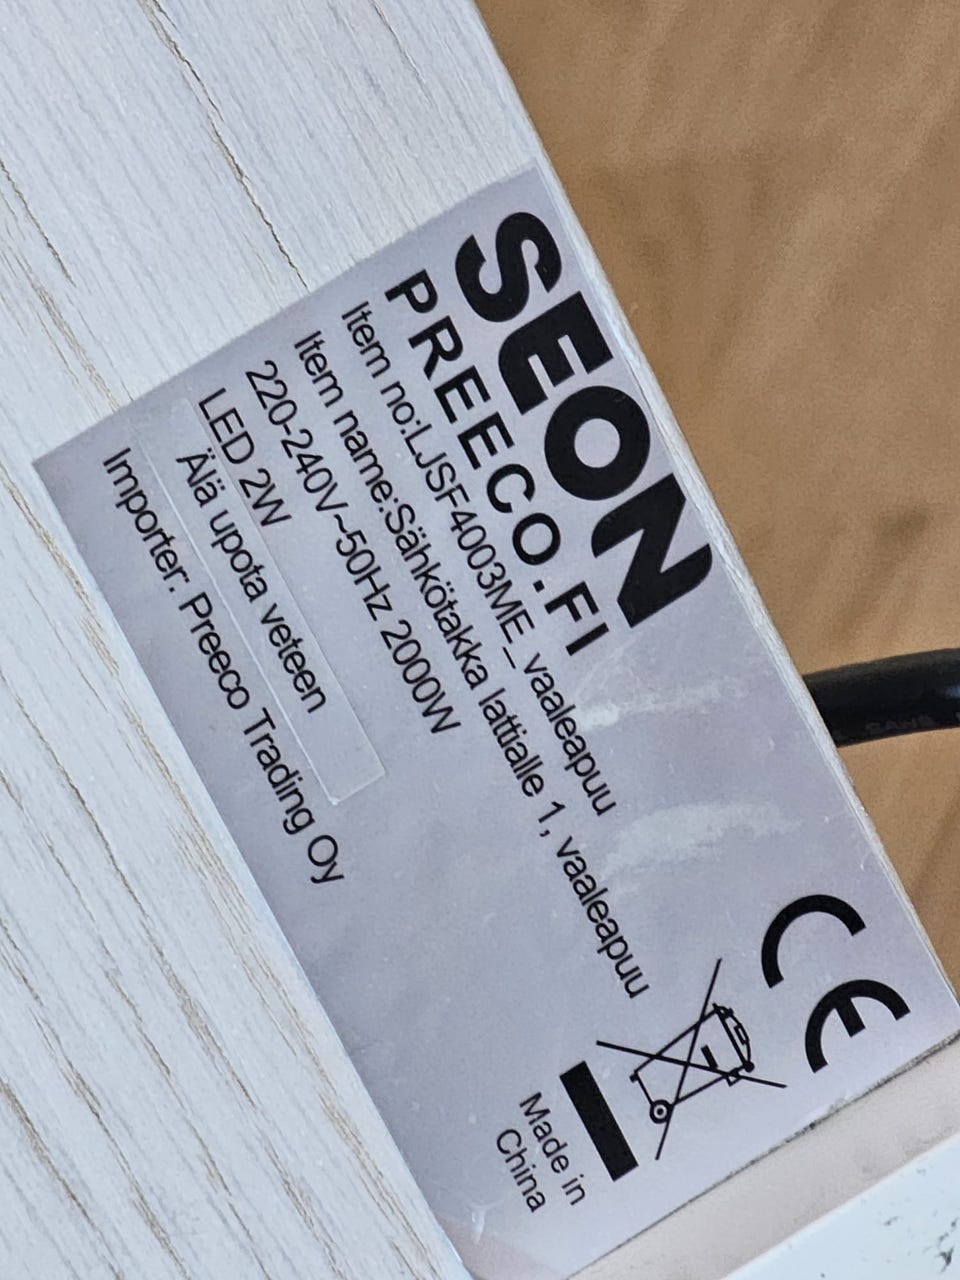 SEON
PREECO.FI
Item no:LJSF4003ME_vaaleapuu
Item name:Sähkötakka lattialle 1, vaaleapuu
220-240V~50Hz 2000W
LED 2W
Älä upota veteen
Importer: Preeco Trading Oy
CE
Made in
China